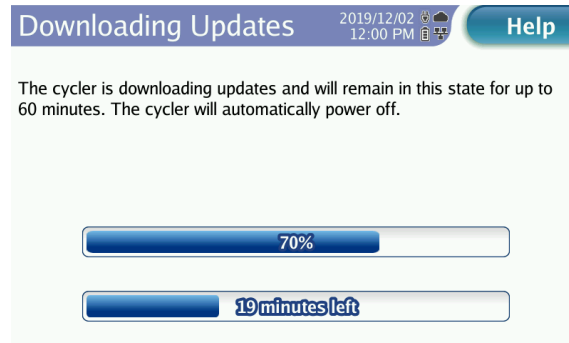 Downloading Updates
2019/12/02
12:00 PM
Help
The cycler is downloading updates and will remain in this state for up to
60 minutes. The cycler will automatically power off.
70%
19 minutes left